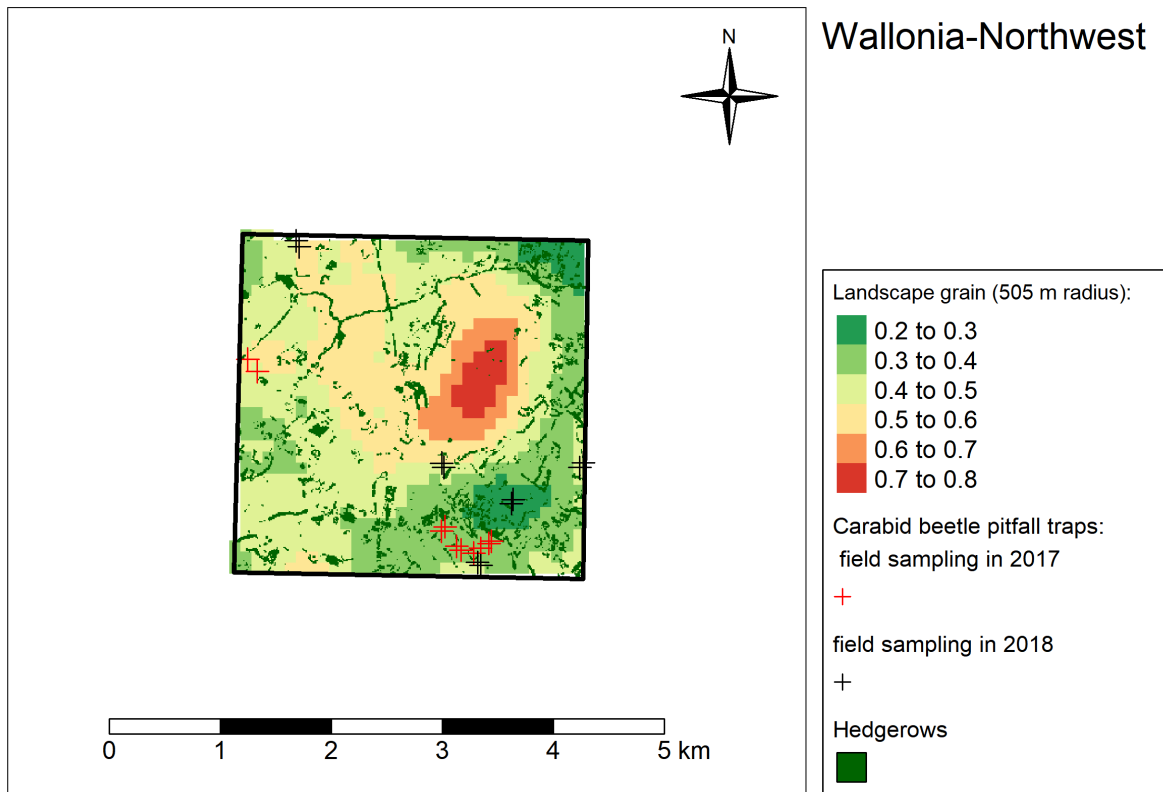 Wallonia-Northwest
N
Landscape grain (505 m radius):
0.2 to 0.3
0.3 to 0.4
0.4 to 0.5
0.5 to 0.6
0.6 to 0.7
0.7 to 0.8
Carabid beetle pitfall traps:
field sampling in 2017
field sampling in 2018
Hedgerows
0 1 2 3 4 5 km